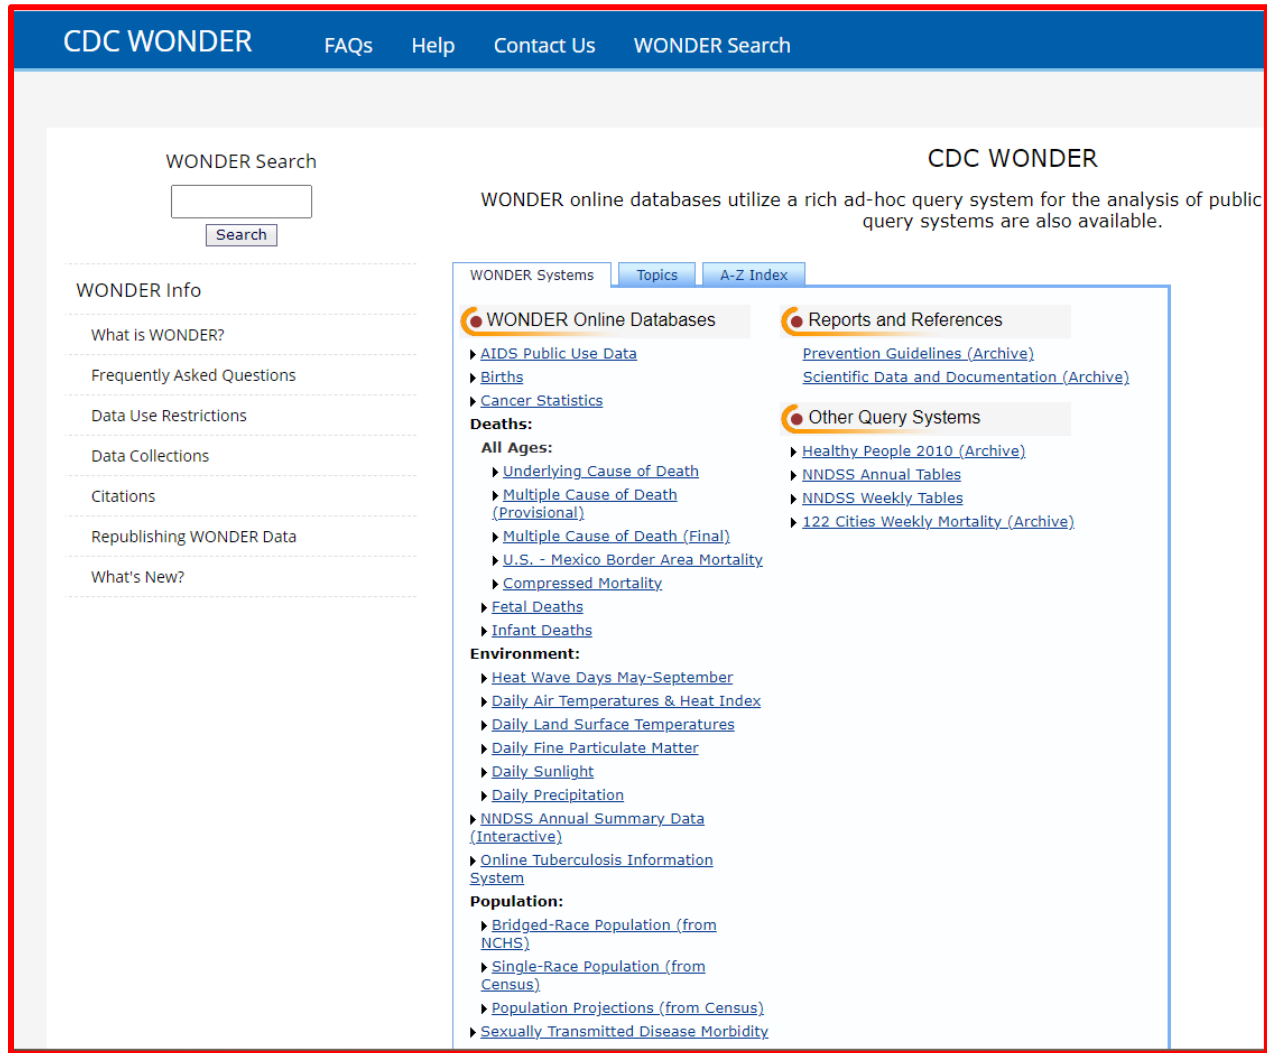 CDC WONDER
FAQs
Help
Contact Us
WONDER Search
WONDER Search
Search
WONDER Info
What is WONDER?
Frequently Asked Questions
Data Use Restrictions
Data Collections
Citations
Republishing WONDER Data
What's New?
CDC WONDER
WONDER online databases utilize a rich ad-hoc query system for the analysis of public
query systems are also available.
WONDER Systems
Topics
A-Z Index
WONDER Online Databases
AIDS Public Use Data
Births
Cancer Statistics
Deaths:
All Ages:
Underlying Cause of Death
Multiple Cause of Death
(Provisional)
Multiple Cause of Death (Final)
U.S. - Mexico Border Area Mortality
Compressed Mortality
Fetal Deaths
Infant Deaths
Environment:
Heat Wave Days May-September
Daily Air Temperatures & Heat Index
Daily Land Surface Temperatures
Daily Fine Particulate Matter
Daily Sunlight
Daily Precipitation
NNDSS Annual Summary Data
(Interactive)
Online Tuberculosis Information
System
Population:
Bridged-Race Population (from
NCHS)
Single-Race Population (from
Census)
Population Projections (from Census)
Sexually Transmitted Disease Morbidity
Reports and References
Prevention Guidelines (Archive)
Scientific Data and Documentation (Archive)
Other Query Systems
Healthy People 2010 (Archive)
NNDSS Annual Tables
NNDSS Weekly Tables
122 Cities Weekly Mortality (Archive)